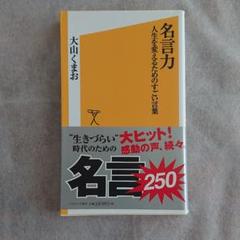 名言力
人生を変えるためのすごい言葉
大山くまお
"生きづらい"
時代のための
大ヒット!
感動の声、続々
名言
250